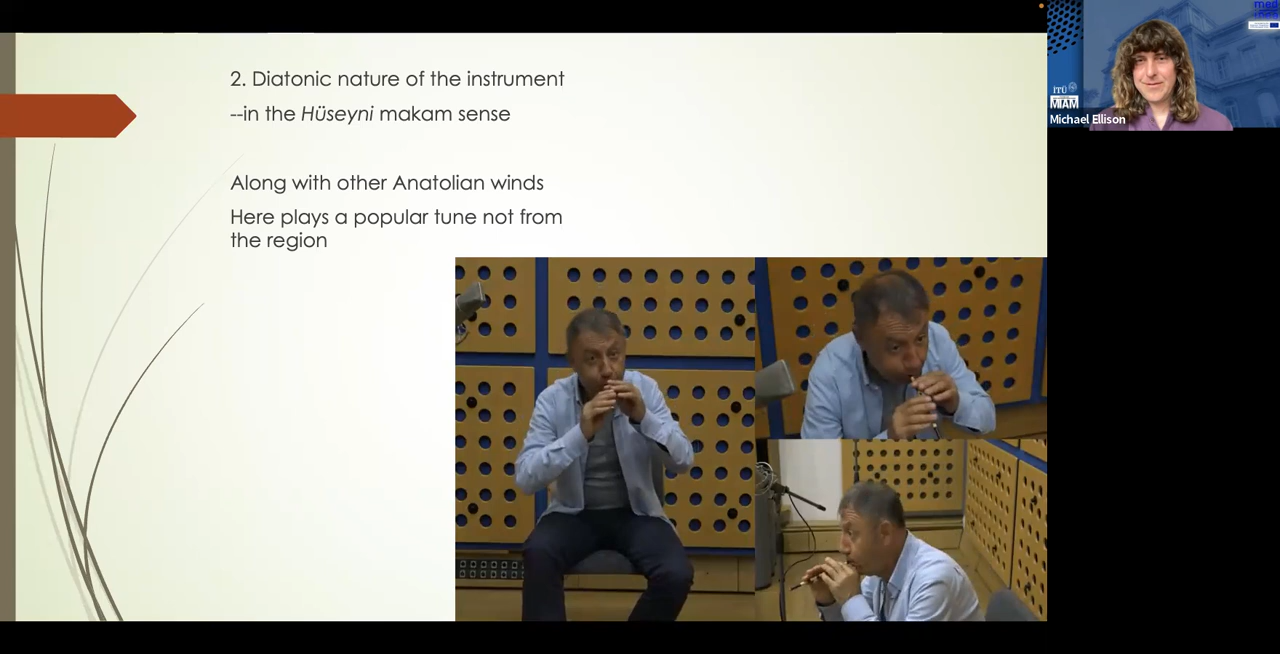 2. Diatonic nature of the instrument
--in the Hüseyni makam sense
Along with other Anatolian winds
Here plays a popular tune not from
the region
İTÜ
MIAM
Michael Ellison
med